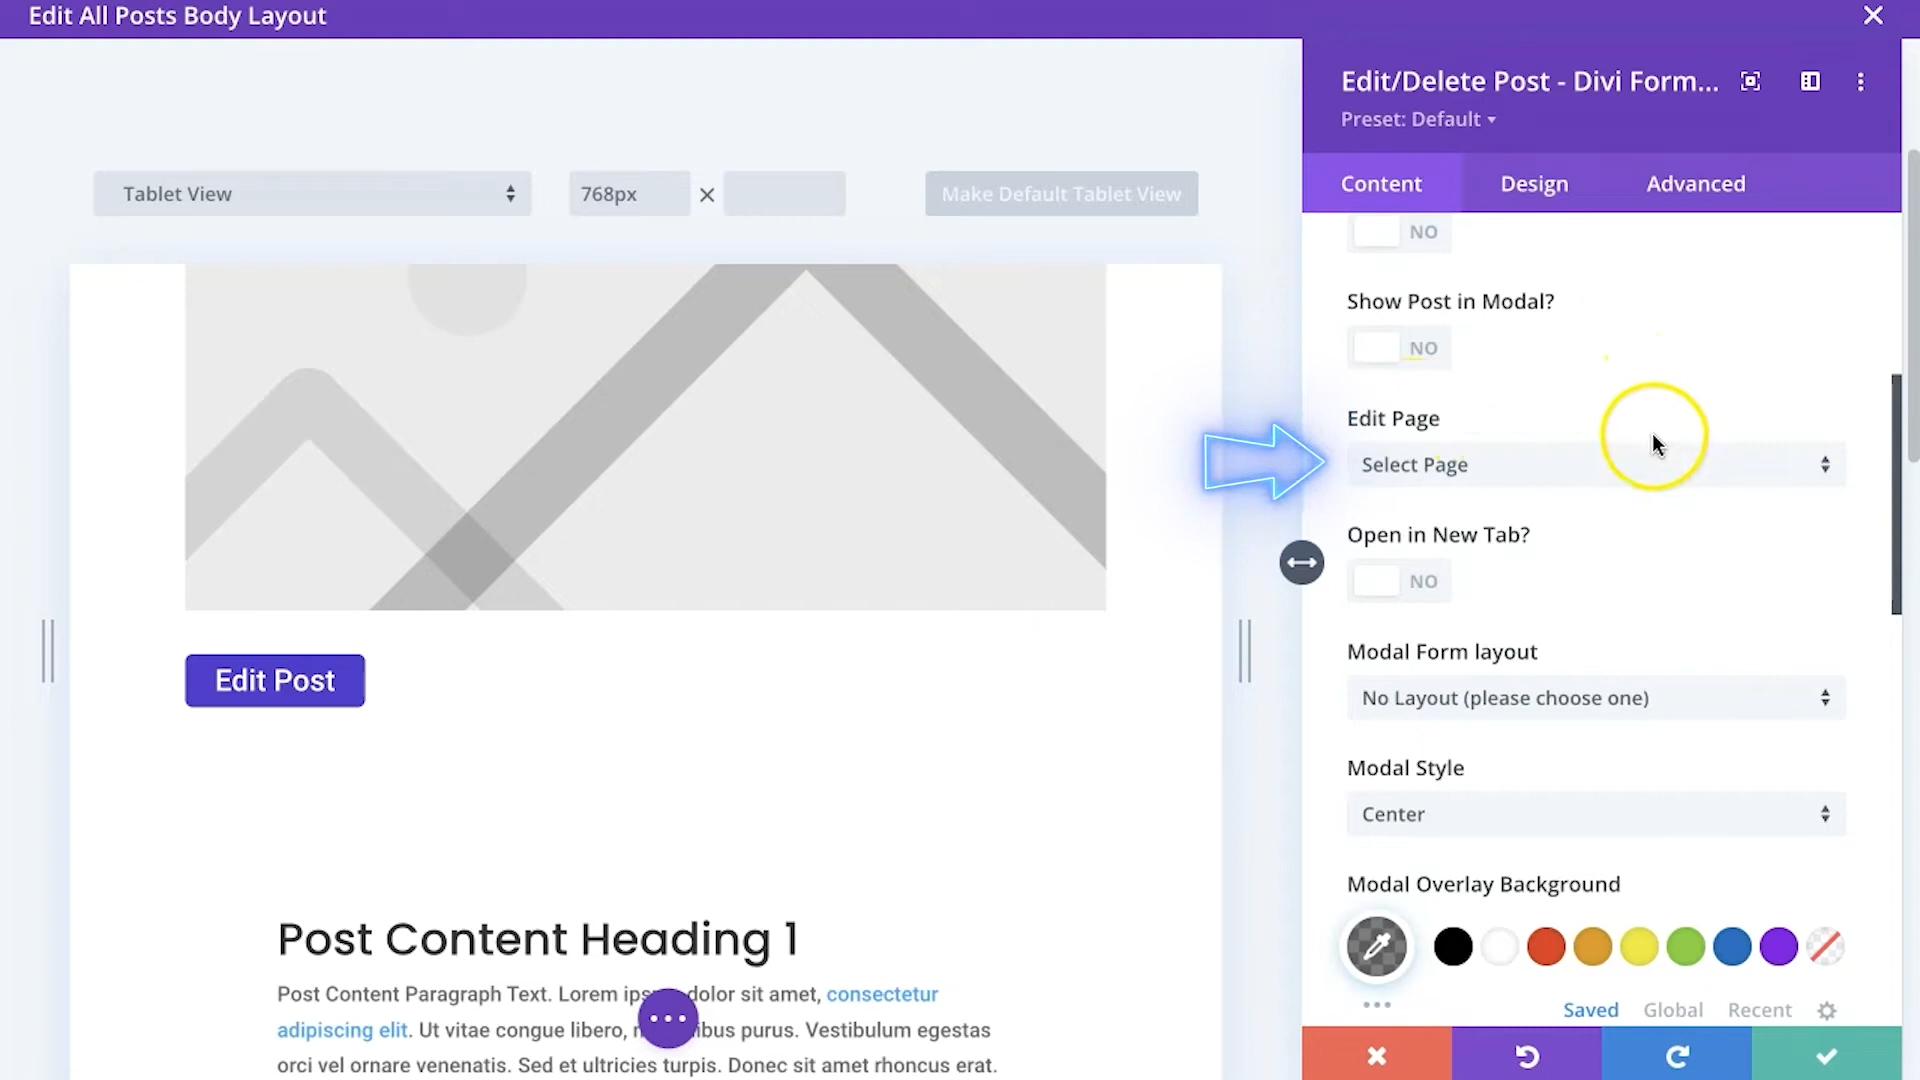 Edit All Posts Body Layout
Edit/Delete Post - Divi Form...
Preset: Default
Content
Design
Advanced
Tablet View
768px
Make Default Tablet View
NO
Show Post in Modal?
NO
Edit Page
Select Page
Open in New Tab?
NO
Modal Form layout
No Layout (please choose one)
Modal Style
Center
Modal Overlay Background
Saved
Global
Recent
Edit Post
Post Content Heading 1
Post Content Paragraph Text. Lorem dolor sit amet, consectetur
adipiscing elit. Ut vitae congue libero, purus. Vestibulum egestas
orci vel ornare venenatis. Sed et ultricies turpis. Donec sit amet rhoncus erat.